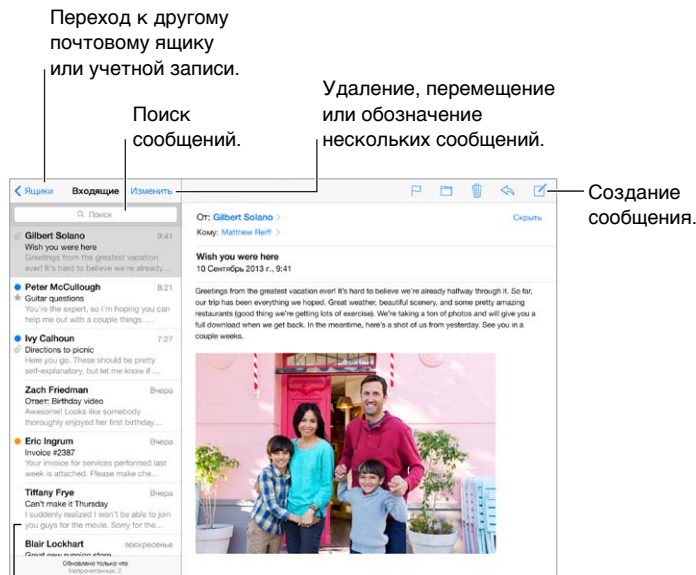 Переход к другому
почтовому ящику
или учетной записи.
Удаление, перемещение
или обозначение
нескольких сообщений.
Поиск
сообщений.
Создание
сообщения.
Ящики Входящие Изменить
Поиск
Gilbert Solano 9:41
Wish you were here
Greetings from the greatest vacation
ever! It's hard to believe we're already...
Peter McCullough 8:21
Guitar questions
You're the expert, so I'm hoping you can
help me out with a couple things. ...
Ivy Calhoun 7:27
Directions to picnic
Here you go. These should be pretty
self-explanatory, but let me know if ...
Zach Friedman Вчера
Ответ: Birthday video
Awesome! Looks like somebody
thoroughly enjoyed her first birthday,...
Eric Ingrum Вчера
Invoice #2387
Your invoice for services performed last
week is attached. Please make che...
Tiffany Frye Вчера
Can't make it Thursday
I suddenly realized I won't be able to join
you guys for the movie. Sorry for the...
Blair Lockhart воскресенье
Great new running store
Обновлено только что
Непрочитанных: 2
От: Gilbert Solano Скрыть
Кому: Matthew Reiff
Wish you were here
10 Сентябрь 2013 г., 9:41
Greetings from the greatest vacation ever! It's hard to believe we're already halfway through it. So far,
our trip has been everything we hoped. Great weather, beautiful scenery, and some pretty amazing
restaurants (good thing we're getting lots of exercise). We're taking a ton of photos and will give you a
full download when we get back. In the meantime, here's a shot of us from yesterday. See you in a
couple weeks.